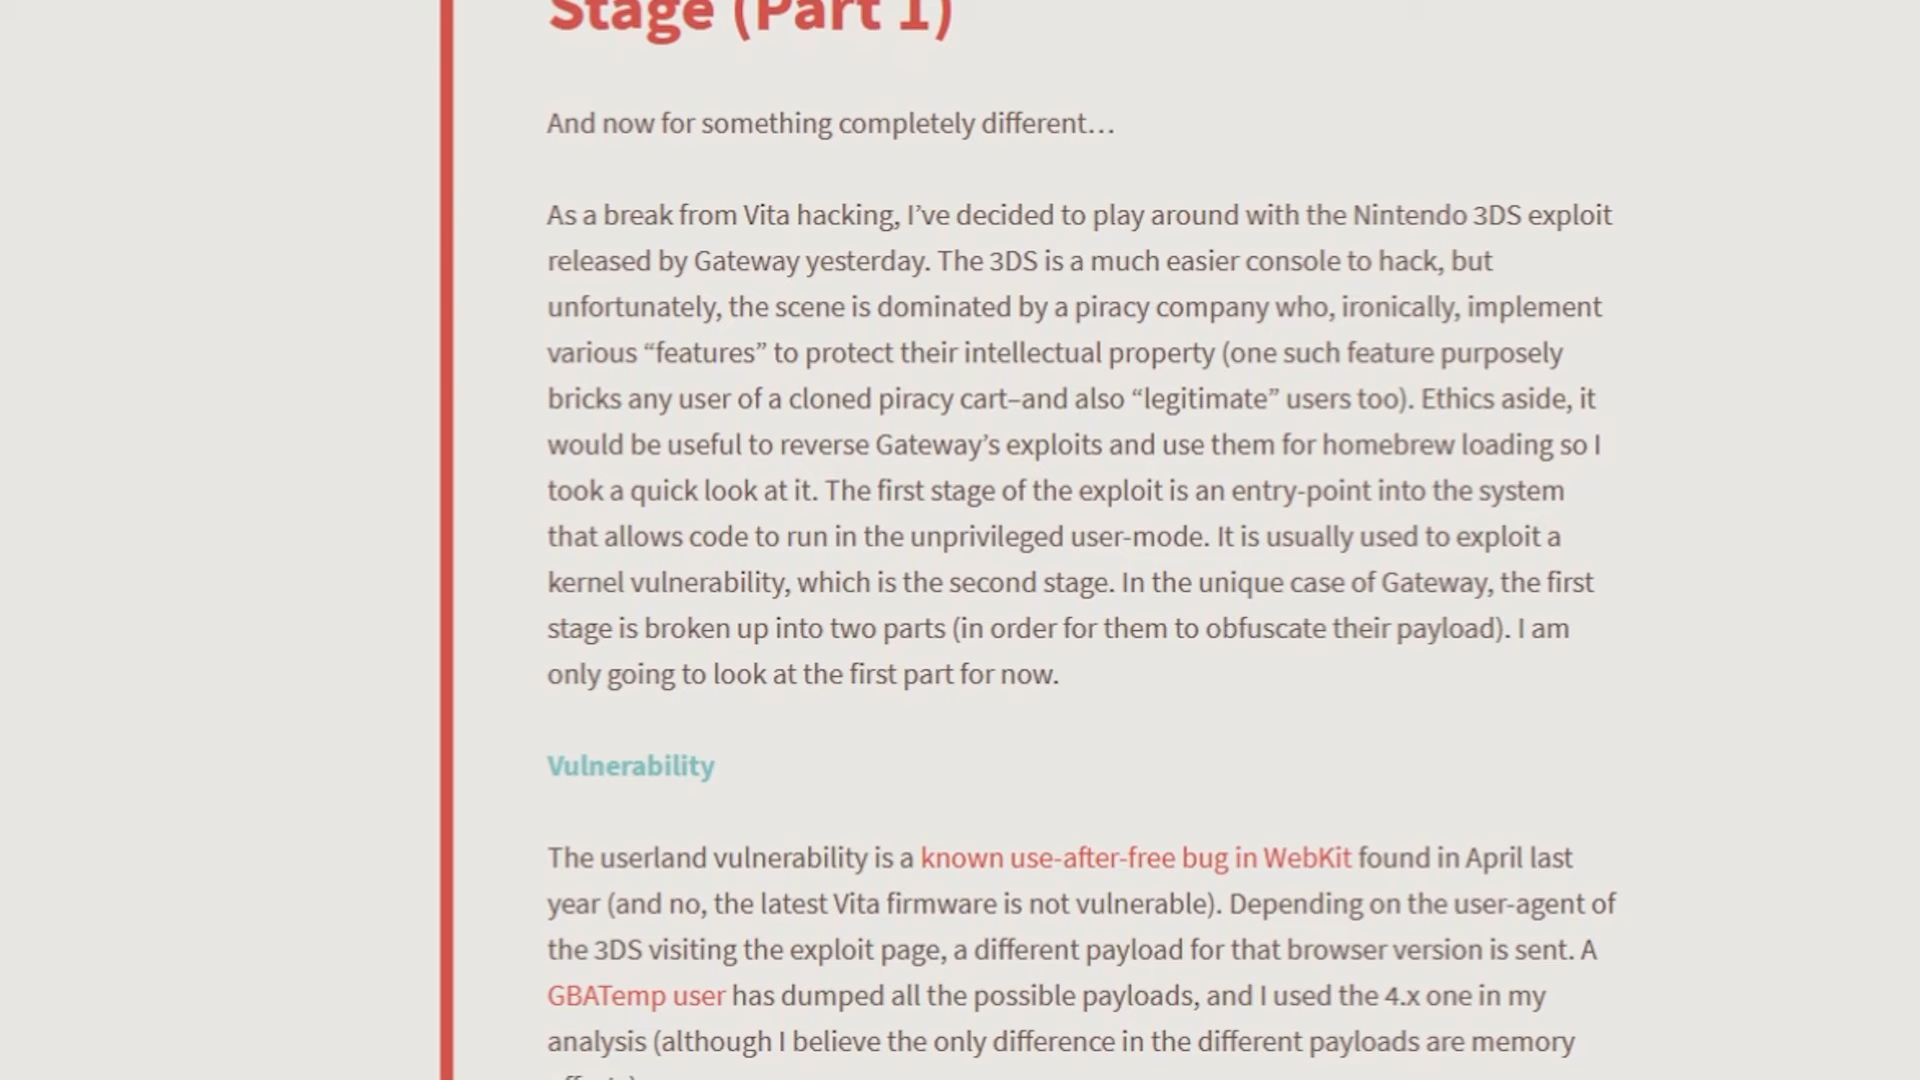 Stage (Part 1)
And now for something completely different…
As a break from Vita hacking, I’ve decided to play around with the Nintendo 3DS exploit
released by Gateway yesterday. The 3DS is a much easier console to hack, but
unfortunately, the scene is dominated by a piracy company who, ironically, implement
various “features” to protect their intellectual property (one such feature purposely
bricks any user of a cloned piracy cart–and also “legitimate” users too). Ethics aside, it
would be useful to reverse Gateway’s exploits and use them for homebrew loading so I
took a quick look at it. The first stage of the exploit is an entry-point into the system
that allows code to run in the unprivileged user-mode. It is usually used to exploit a
kernel vulnerability, which is the second stage. In the unique case of Gateway, the first
stage is broken up into two parts (in order for them to obfuscate their payload). I am
only going to look at the first part for now.
Vulnerability
The userland vulnerability is a known use-after-free bug in WebKit found in April last
year (and no, the latest Vita firmware is not vulnerable). Depending on the user-agent of
the 3DS visiting the exploit page, a different payload for that browser version is sent. A
GBATemp user has dumped all the possible payloads, and I used the 4.x one in my
analysis (although I believe the only difference in the different payloads are memory